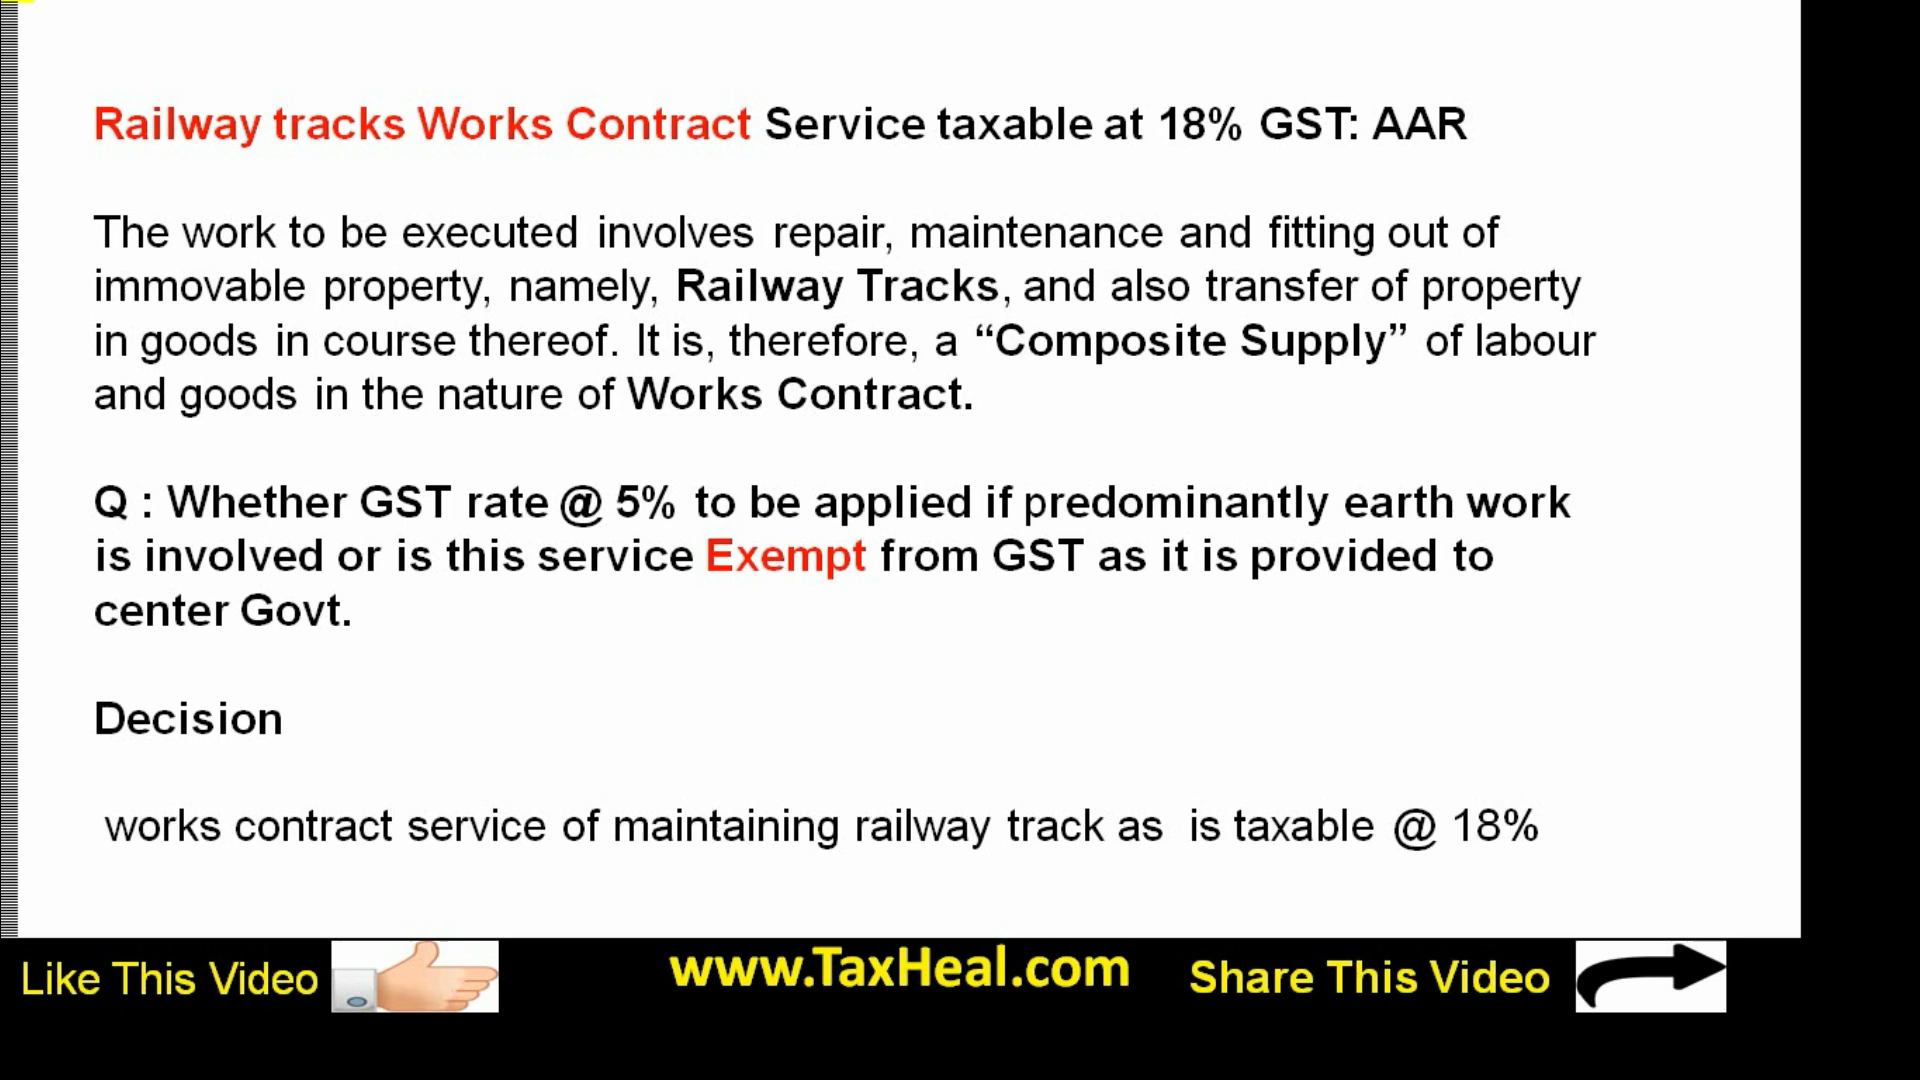 Railway tracks Works Contract Service taxable at 18% GST: AAR
The work to be executed involves repair, maintenance and fitting out of
immovable property, namely, Railway Tracks, and also transfer of property
in goods in course thereof. It is, therefore, a “Composite Supply” of labour
and goods in the nature of Works Contract.
Q : Whether GST rate @ 5% to be applied if predominantly earth work
is involved or is this service Exempt from GST as it is provided to
center Govt.
Decision
works contract service of maintaining railway track as is taxable @ 18%
Like This Video
www.TaxHeal.com
Share This Video